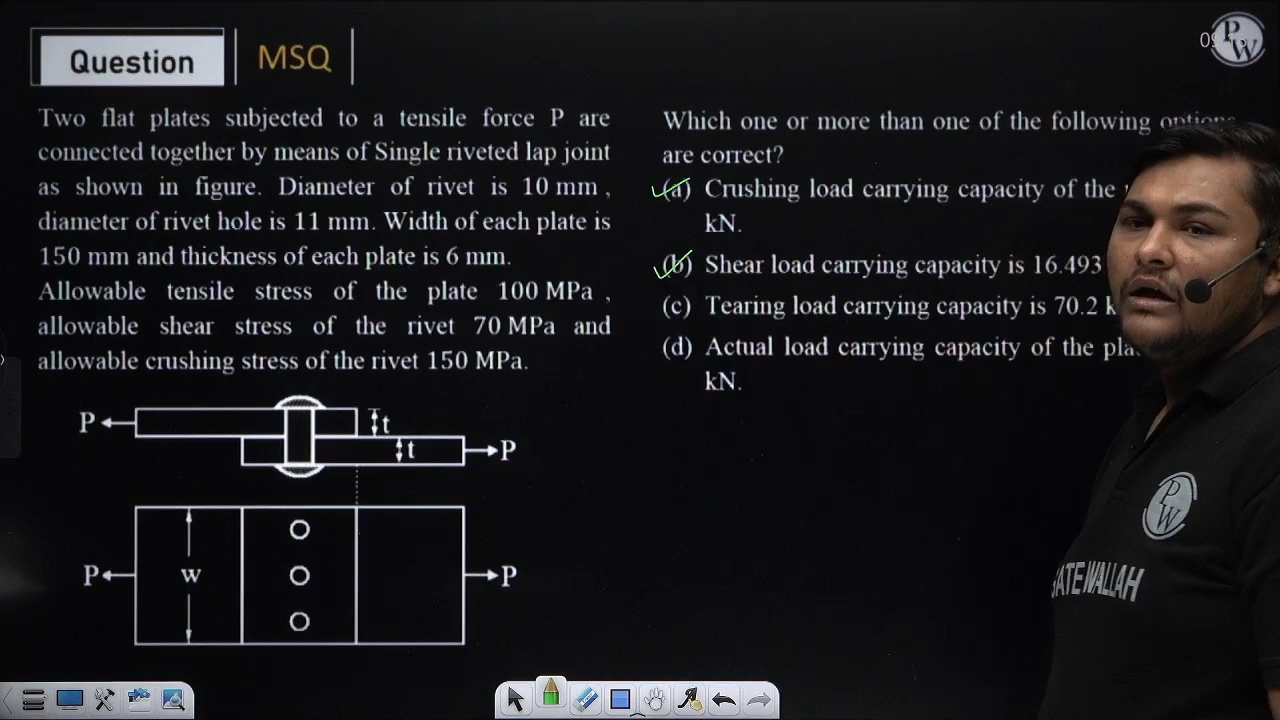 Question
MSQ
PW
Two flat plates subjected to a tensile force P are
connected together by means of Single riveted lap joint
as shown in figure. Diameter of rivet is 10 mm,
diameter of rivet hole is 11 mm. Width of each plate is
150 mm and thickness of each plate is 6 mm.
Allowable tensile stress of the plate 100 MPa,
allowable shear stress of the rivet 70 MPa and
allowable crushing stress of the rivet 150 MPa.
Which one or more than one of the following options
are correct?
(a) Crushing load carrying capacity of the
kN.
(b) Shear load carrying capacity is 16.493
(c) Tearing load carrying capacity is 70.2 k
(d) Actual load carrying capacity of the
kN.
P
t
t
P
P
w
P
PW
GATE WALLAH